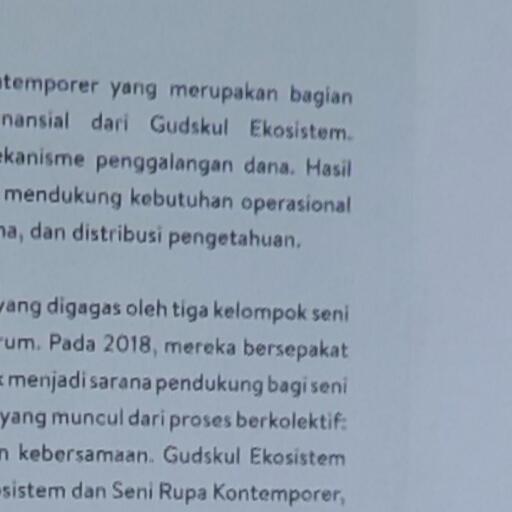 ntemporer yang merupakan bagian
nansial dari Gudskul Ekosistem.
ekanisme penggalangan dana. Hasil
mendukung kebutuhan operasional
na, dan distribusi pengetahuan.
yang digagas oleh tiga kelompok seni
rum. Pada 2018, mereka bersepakat
k menjadi sarana pendukung bagi seni
yang muncul dari proses berkolektif:
n kebersamaan. Gudskul Ekosistem
osistem dan Seni Rupa Kontemporer,